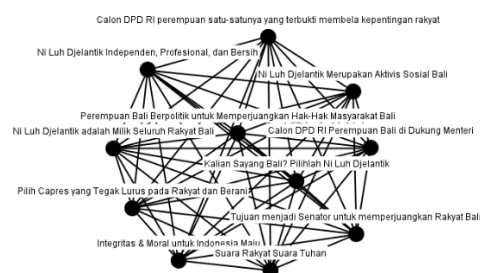 Calon DPD RI perempuan satu-satunya yang terbukti membela kepentingan rakyat
Ni Luh Djelantik Independen, Profesional, dan Bersih
Ni Luh Djelantik Merupakan Aktivis Sosial Bali
Perempuan Bali Berpolitik untuk Memperjuangkan Hak-Hak Masyarakat Bali
Ni Luh Djelantik adalah Milik Seluruh Rakyat Bali
Calon DPD RI Perempuan Bali di Dukung Menteri
Kalian Sayang Bali? Pilihlah Ni Luh Djelantik
Pilih Capres yang Tegak Lurus pada Rakyat dan Berani
Tujuan menjadi Senator untuk memperjuangkan Rakyat Bali
Integritas & Moral untuk Indonesia Maju
Suara Rakyat Suara Tuhan